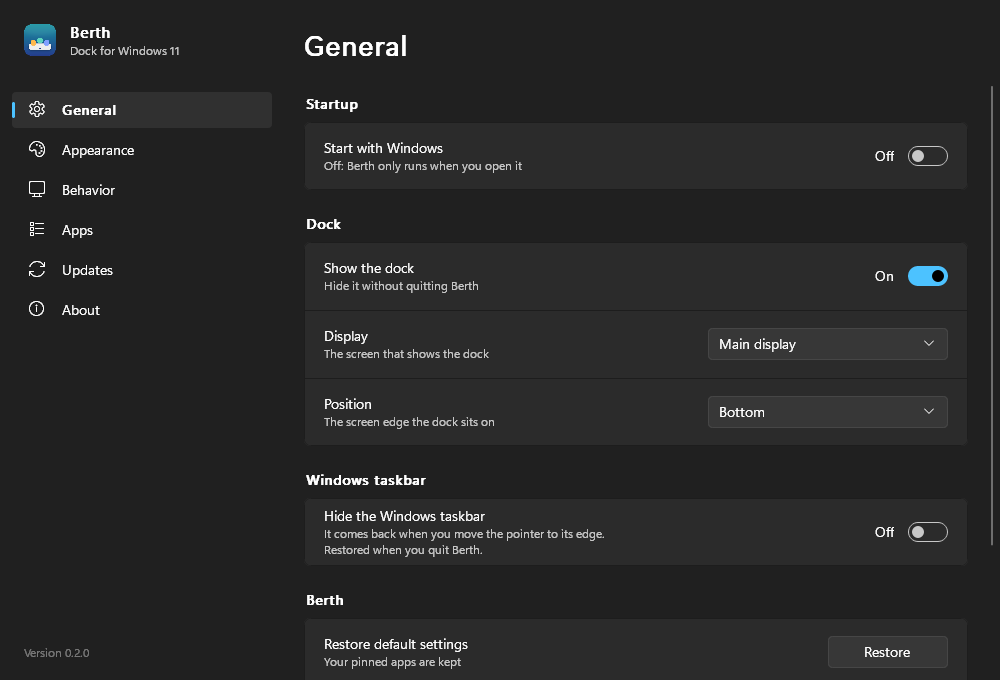 Berth
Dock for Windows 11
General
Appearance
Behavior
Apps
Updates
About
Version 0.2.0
General
Startup
Start with Windows
Off: Berth only runs when you open it
Off
Dock
Show the dock
Hide it without quitting Berth
On
Display
The screen that shows the dock
Main display
Position
The screen edge the dock sits on
Bottom
Windows taskbar
Hide the Windows taskbar
It comes back when you move the pointer to its edge.
Restored when you quit Berth.
Off
Berth
Restore default settings
Your pinned apps are kept
Restore